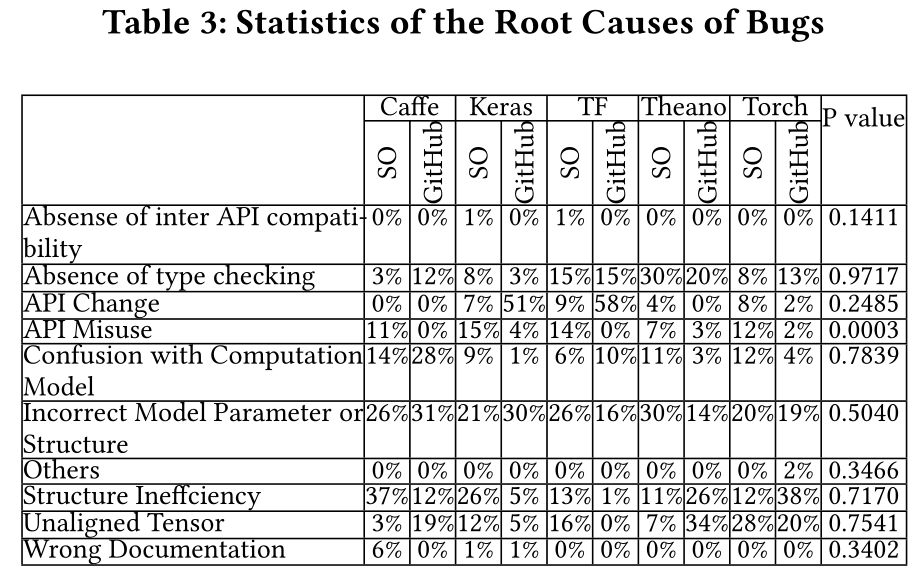 Table 3: Statistics of the Root Causes of Bugs
Caffe Keras TF Theano Torch P value
SO GitHub SO GitHub SO GitHub SO GitHub SO GitHub
Absense of inter API compati- 0% 0% 1% 0% 1% 0% 0% 0% 0% 0% 0.1411
bility
Absence of type checking 3% 12% 8% 3% 15% 15% 30% 20% 8% 13% 0.9717
API Change 0% 0% 7% 51% 9% 58% 4% 0% 8% 2% 0.2485
API Misuse 11% 0% 15% 4% 14% 0% 7% 3% 12% 2% 0.0003
Confusion with Computation 14% 28% 9% 1% 6% 10% 11% 3% 12% 4% 0.7839
Model
Incorrect Model Parameter or 26% 31% 21% 30% 26% 16% 30% 14% 20% 19% 0.5040
Structure
Others 0% 0% 0% 0% 0% 0% 0% 0% 0% 2% 0.3466
Structure Ineffciency 37% 12% 26% 5% 13% 1% 11% 26% 12% 38% 0.7170
Unaligned Tensor 3% 19% 12% 5% 16% 0% 7% 34% 28% 20% 0.7541
Wrong Documentation 6% 0% 1% 1% 0% 0% 0% 0% 0% 0% 0.3402